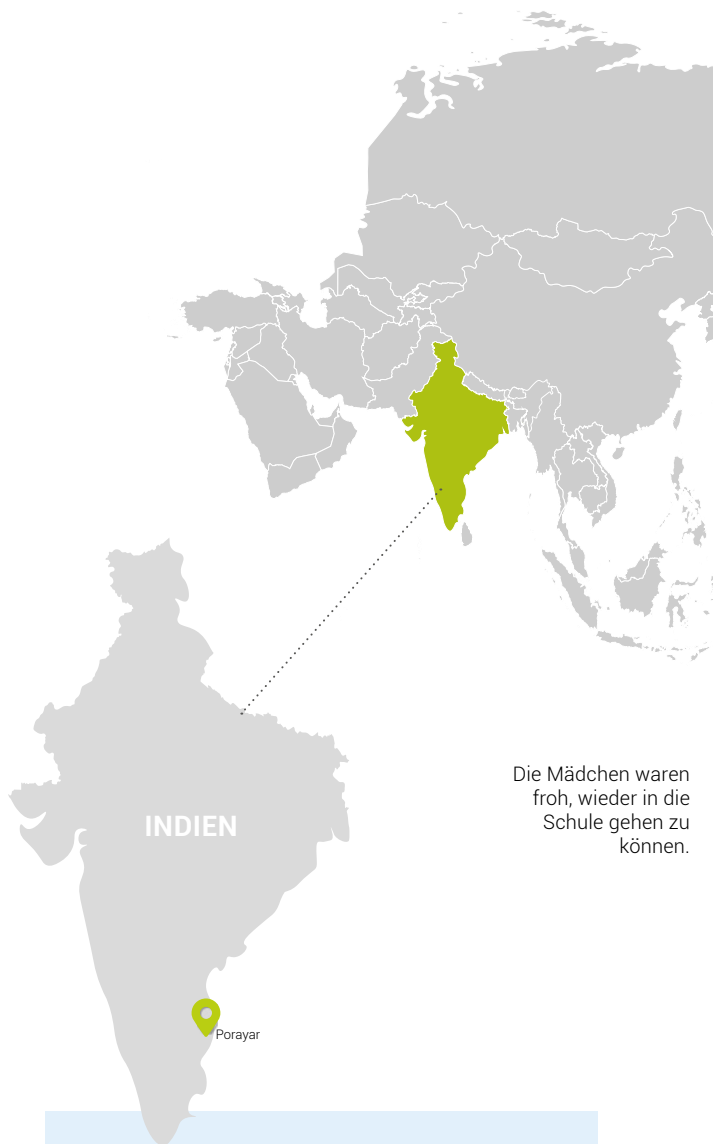 Die Mädchen waren
froh, wieder in die
Schule gehen zu
können.
INDIEN
Porayar